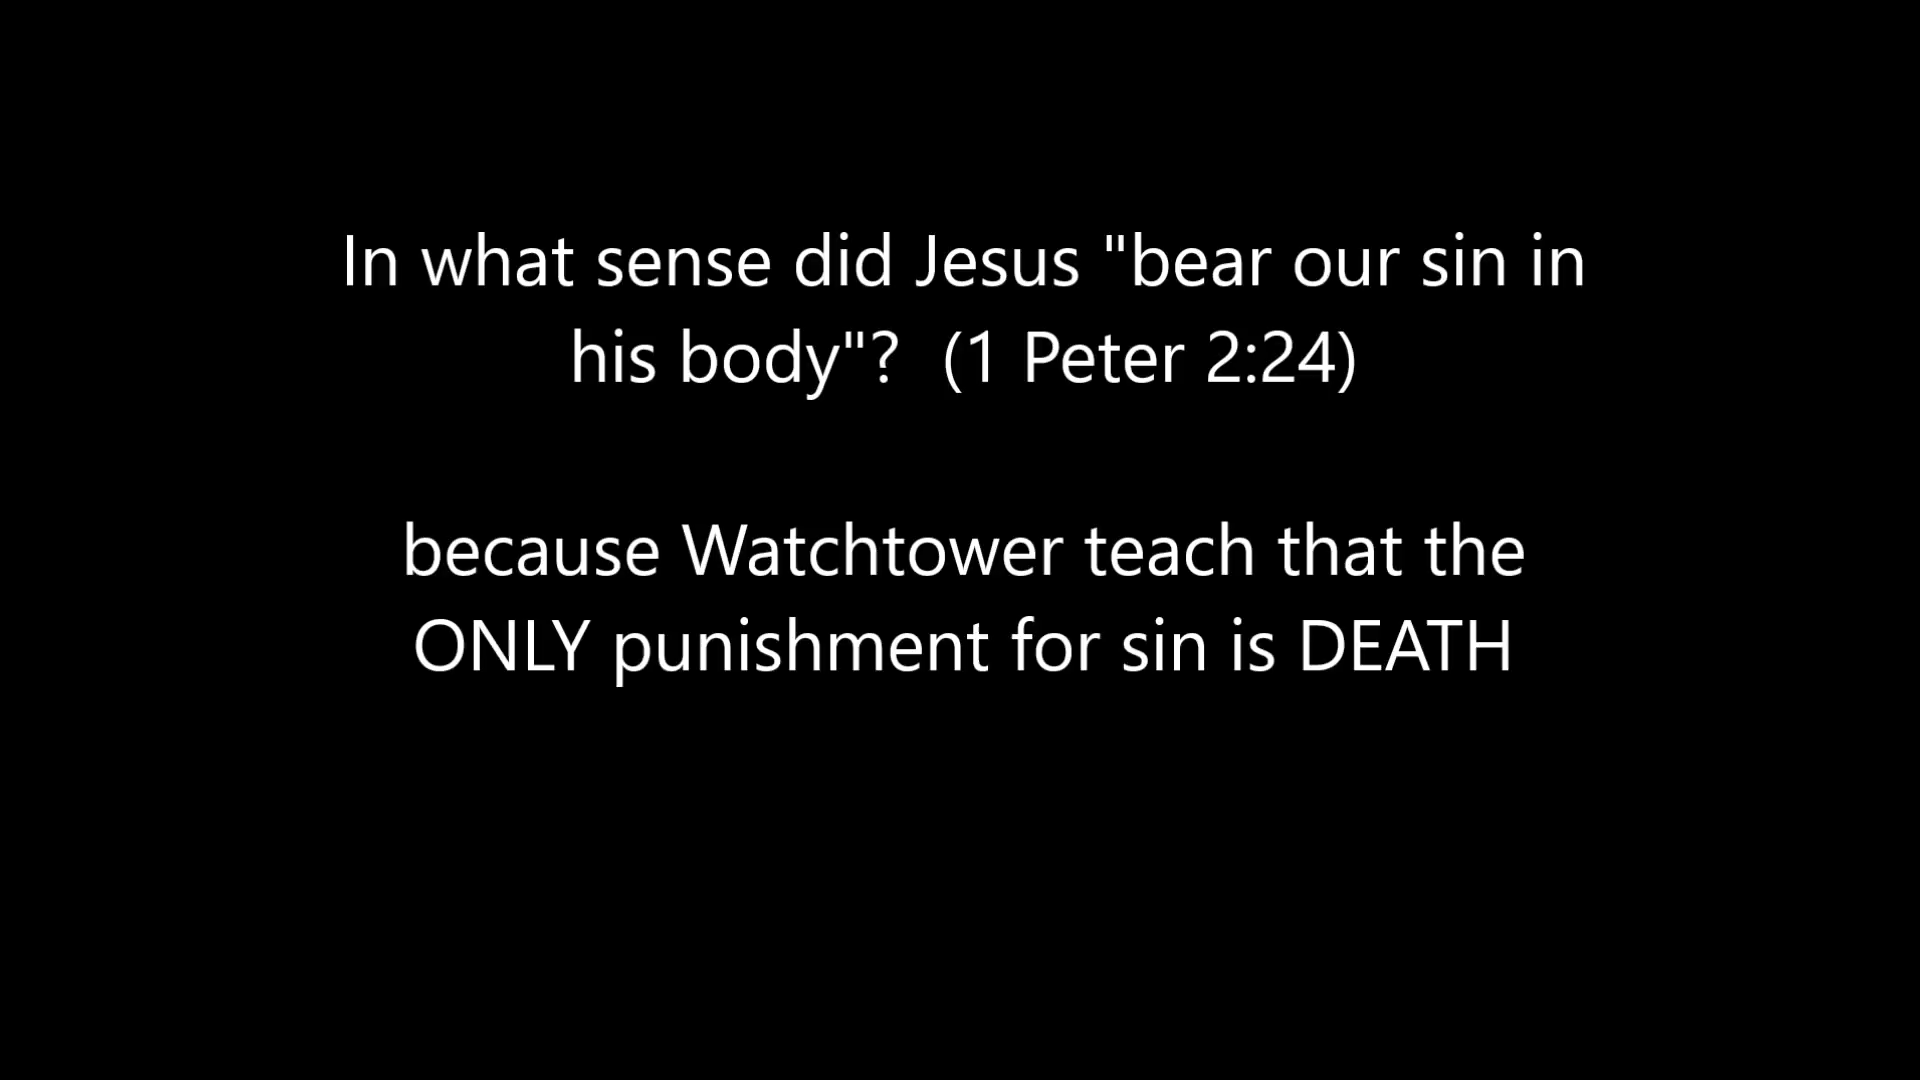 In what sense did Jesus "bear our sin in
his body"?  (1 Peter 2:24)
because Watchtower teach that the
ONLY punishment for sin is DEATH